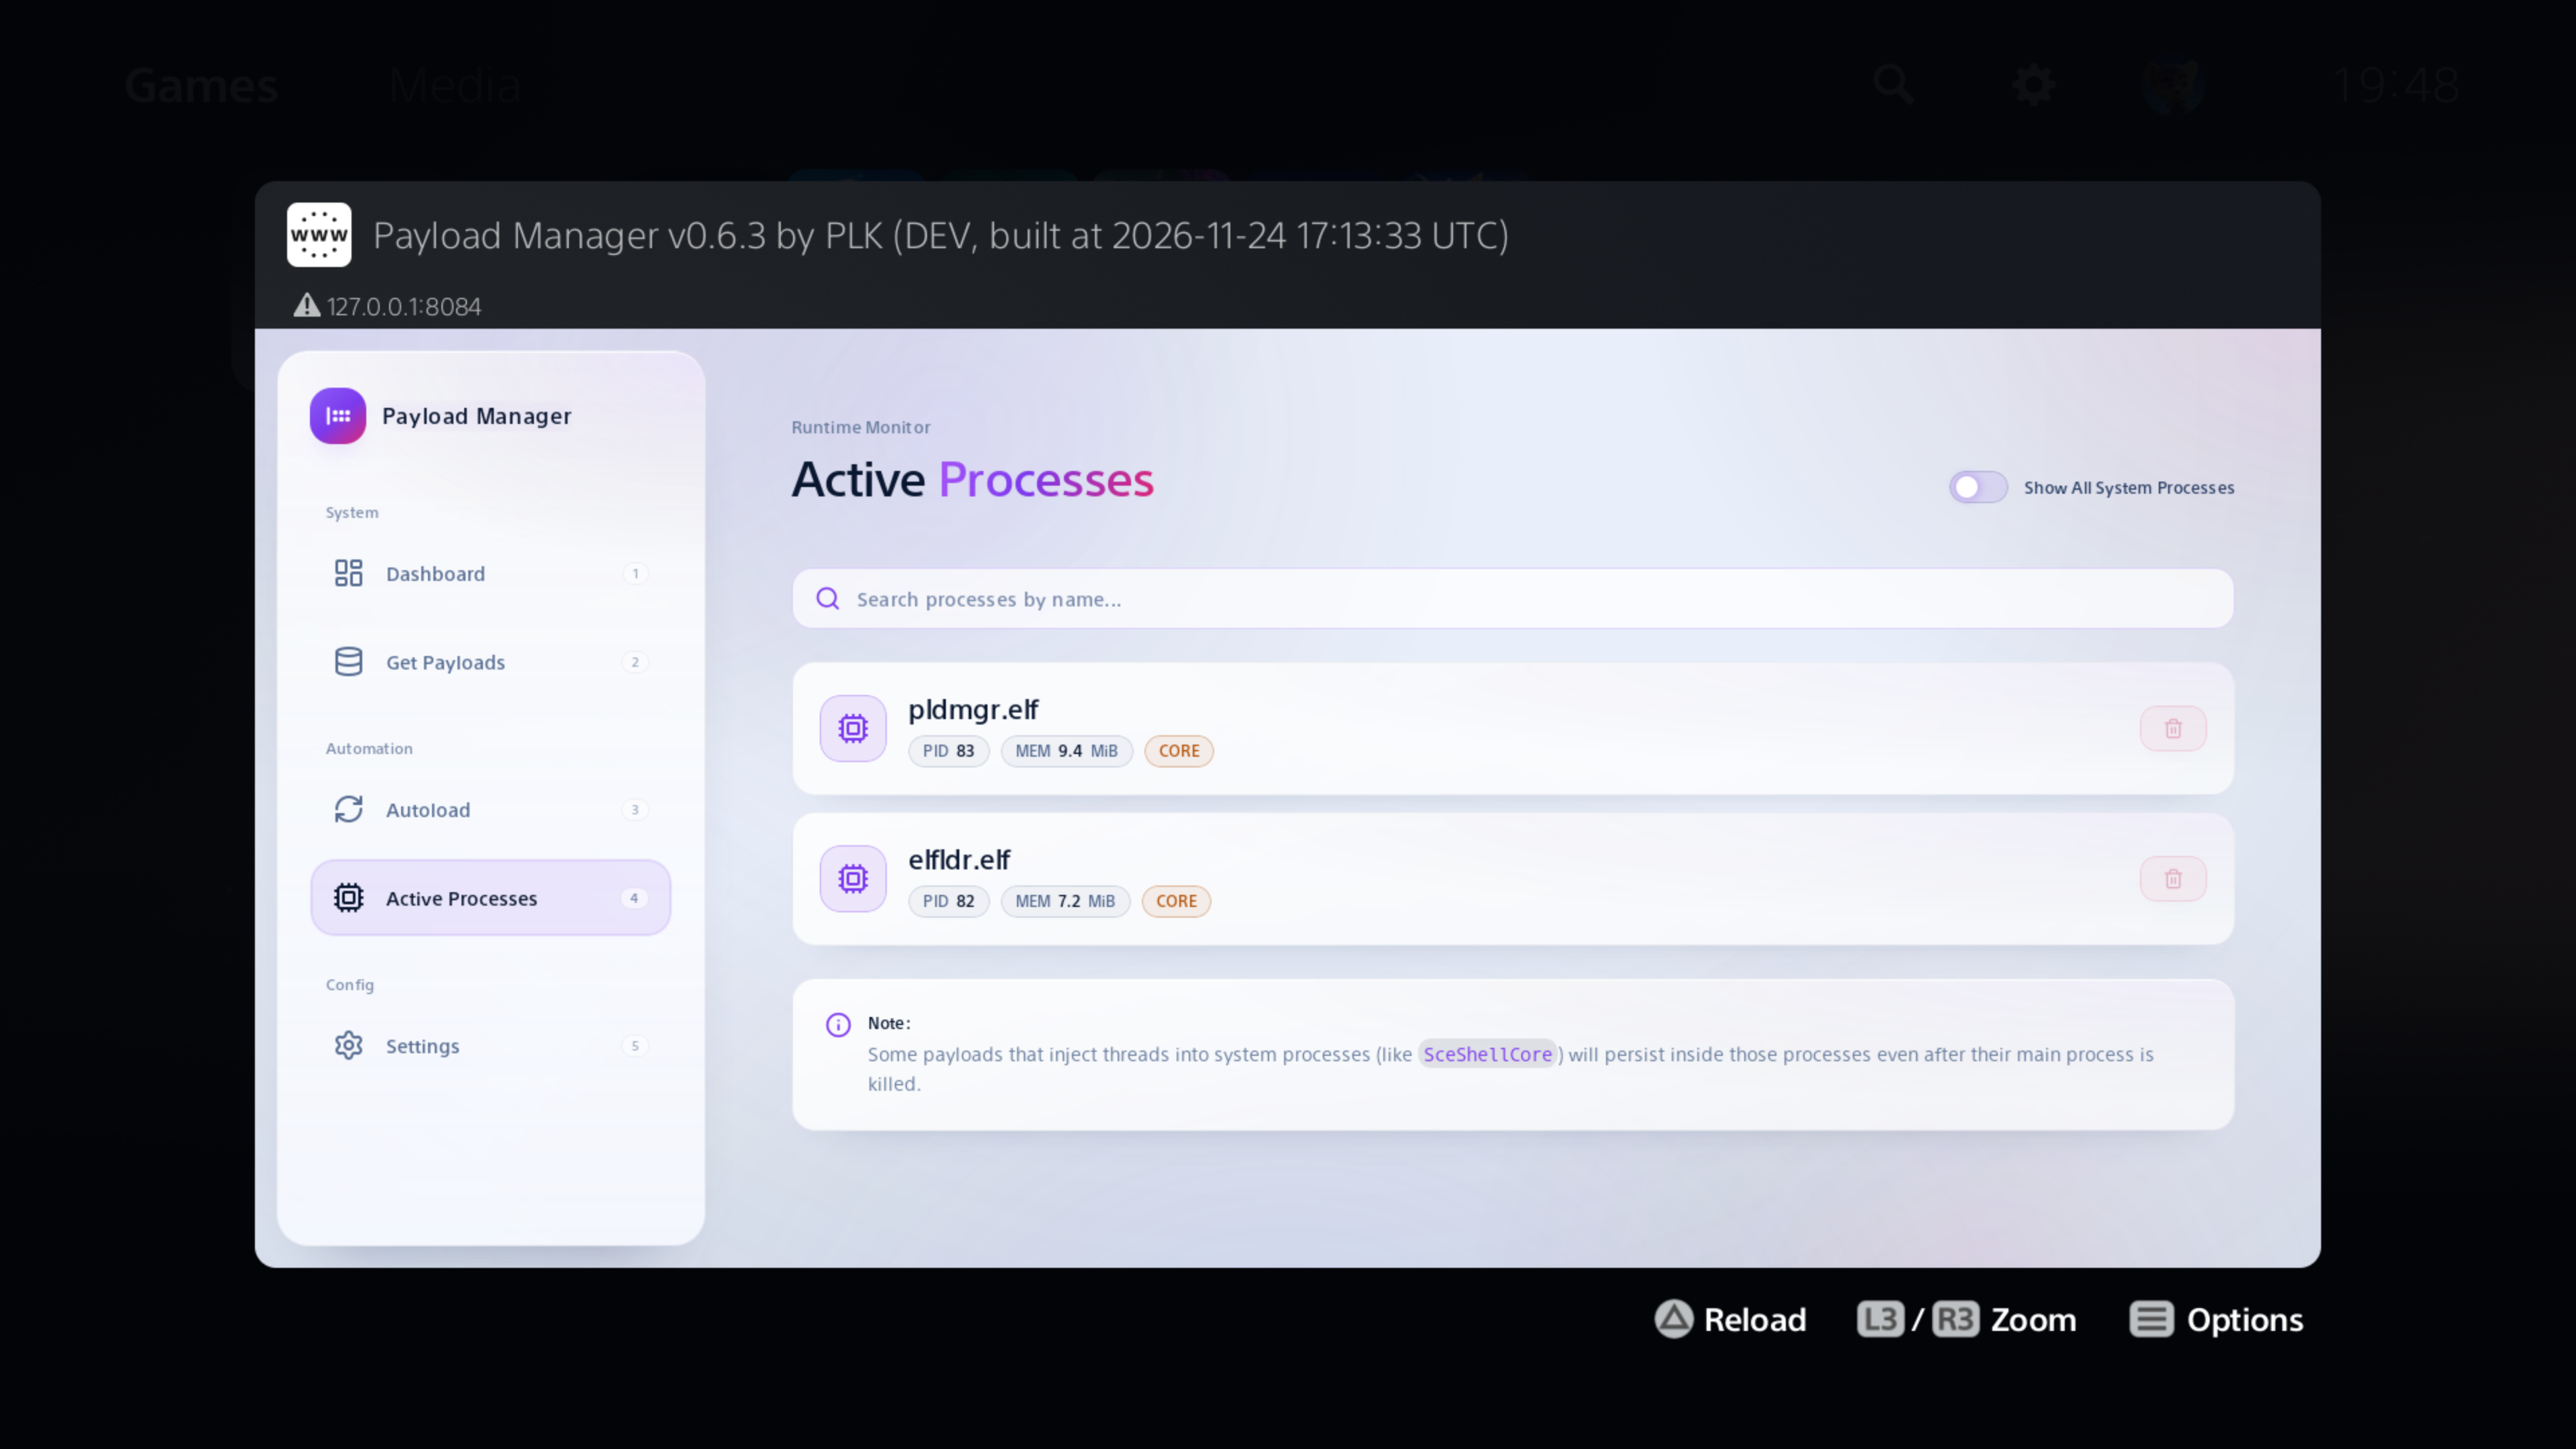 Games
Media
19:48
www
Payload Manager v0.6.3 by PLK (DEV, built at 2026-11-24 17:13:33 UTC)
127.0.0.1:8084
Payload Manager
System
Dashboard 1
Get Payloads 2
Automation
Autoload 3
Active Processes 4
Config
Settings 5
Runtime Monitor
Active Processes
Show All System Processes
Search processes by name...
pldmgr.elf
PID 83 MEM 9.4 MiB CORE
elfldr.elf
PID 82 MEM 7.2 MiB CORE
Note:
Some payloads that inject threads into system processes (like SceShellCore) will persist inside those processes even after their main process is
killed.
Reload L3 / R3 Zoom Options